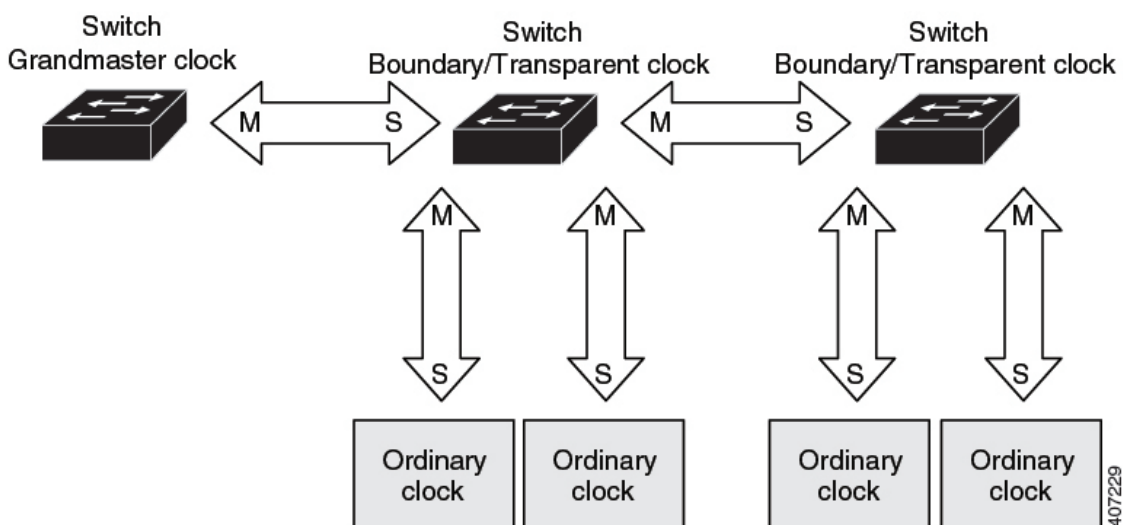 Switch
Grandmaster clock
Switch
Boundary/Transparent clock
Switch
Boundary/Transparent clock
M S
M S
M
M
M
M
S
S
S
S
Ordinary
clock
Ordinary
clock
Ordinary
clock
Ordinary
clock
407229